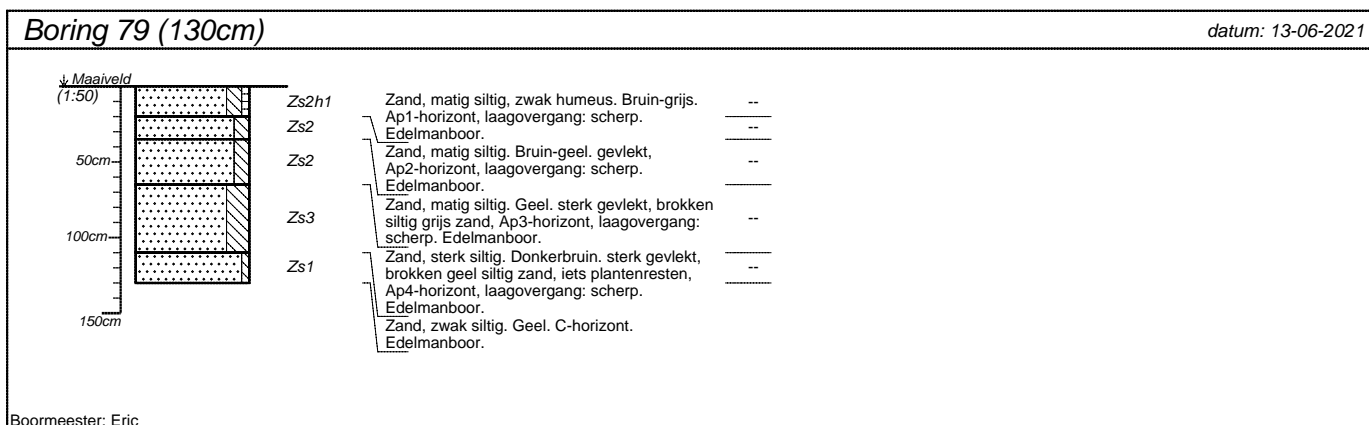 Boring 79 (130cm)
datum: 13-06-2021
Maaiveld
(1:50)
50cm
100cm
150cm
Zs2h1
Zs2
Zs2
Zs3
Zs1
Zand, matig siltig, zwak humeus. Bruin-grijs.
Ap1-horizont, laagovergang: scherp.
Edelmanboor.
Zand, matig siltig. Bruin-geel. gevlekt,
Ap2-horizont, laagovergang: scherp.
Edelmanboor.
Zand, matig siltig. Geel. sterk gevlekt, brokken
siltig grijs zand, Ap3-horizont, laagovergang:
scherp. Edelmanboor.
Zand, sterk siltig. Donkerbruin. sterk gevlekt,
brokken geel siltig zand, iets plantenresten,
Ap4-horizont, laagovergang: scherp.
Edelmanboor.
Zand, zwak siltig. Geel. C-horizont.
Edelmanboor.
--
--
--
--
--
Boormeester: Eric